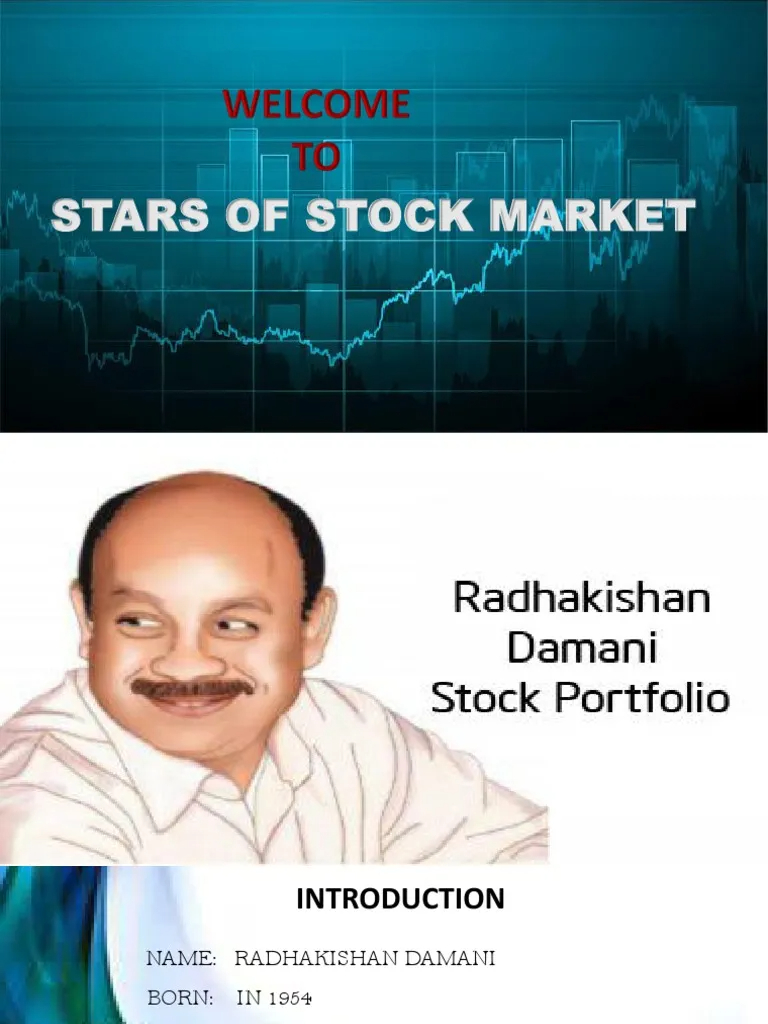 WELCOME
TO
STARS OF STOCK MARKET
Radhakishan
Damani
Stock Portfolio
INTRODUCTION
NAME: RADHAKISHAN DAMANI
BORN: IN 1954